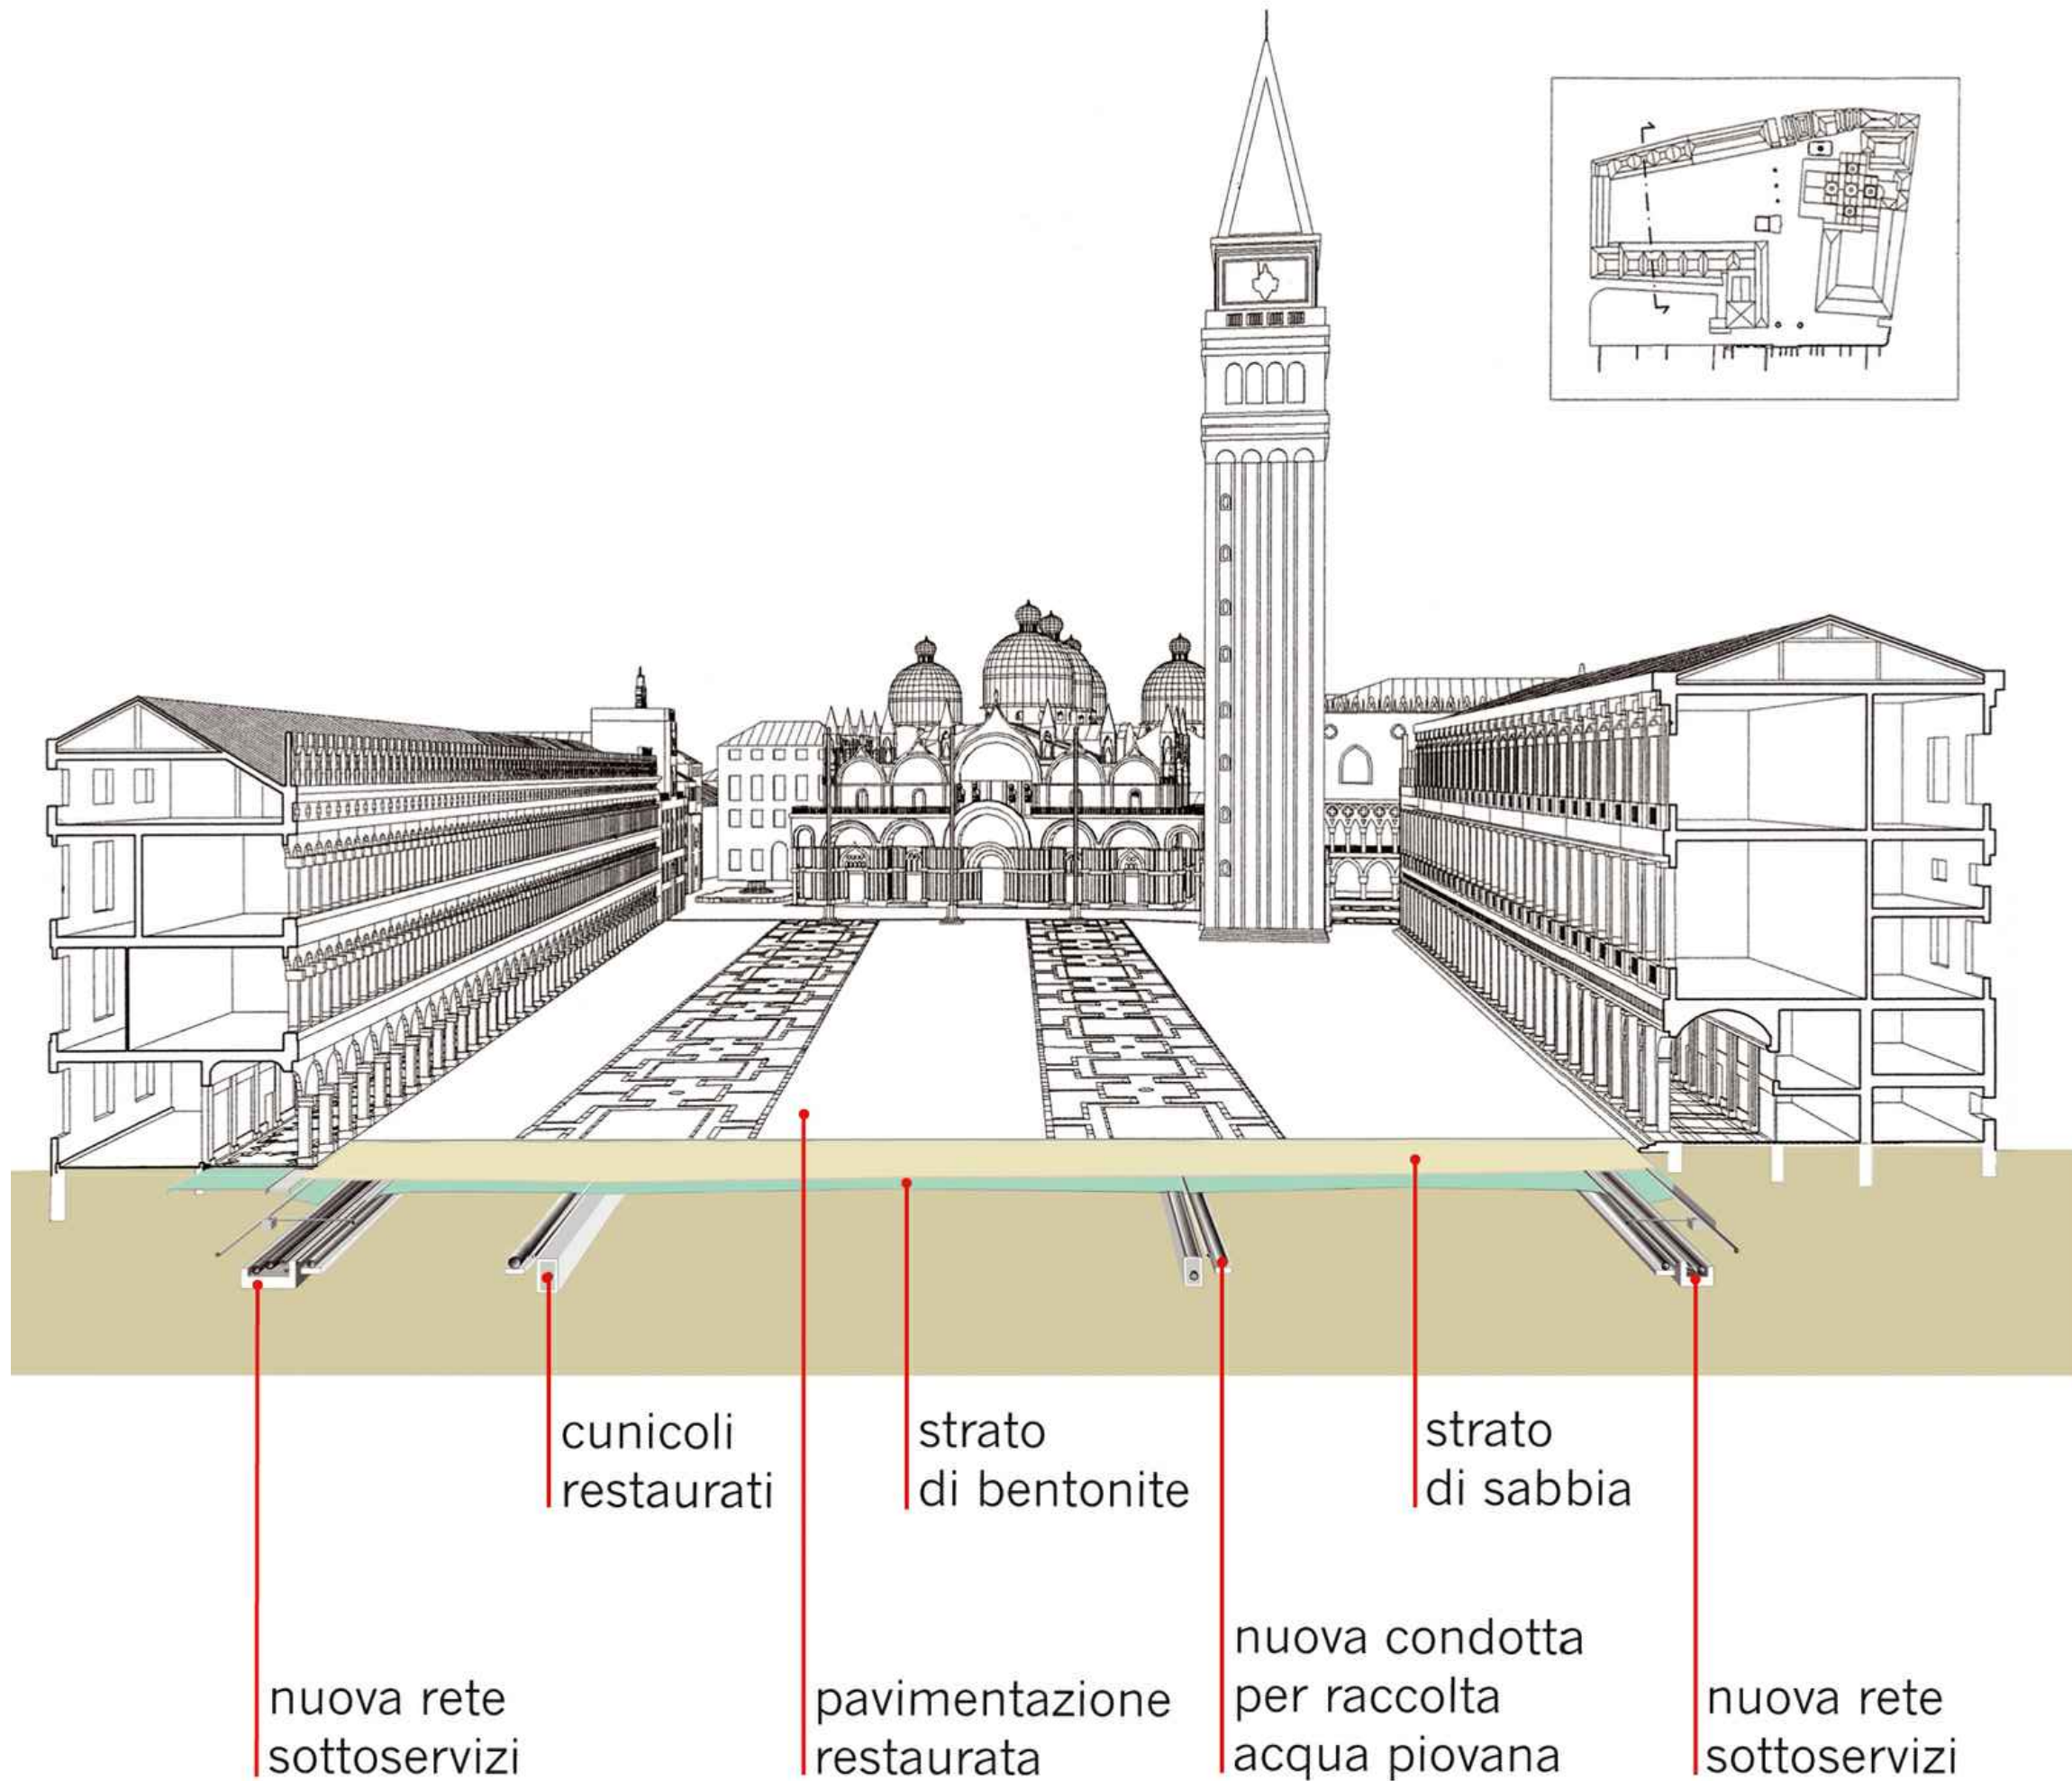 cunicoli
restaurati
strato
di bentonite
strato
di sabbia
nuova rete
sottoservizi
pavimentazione
restaurata
nuova condotta
per raccolta
acqua piovana
nuova rete
sottoservizi